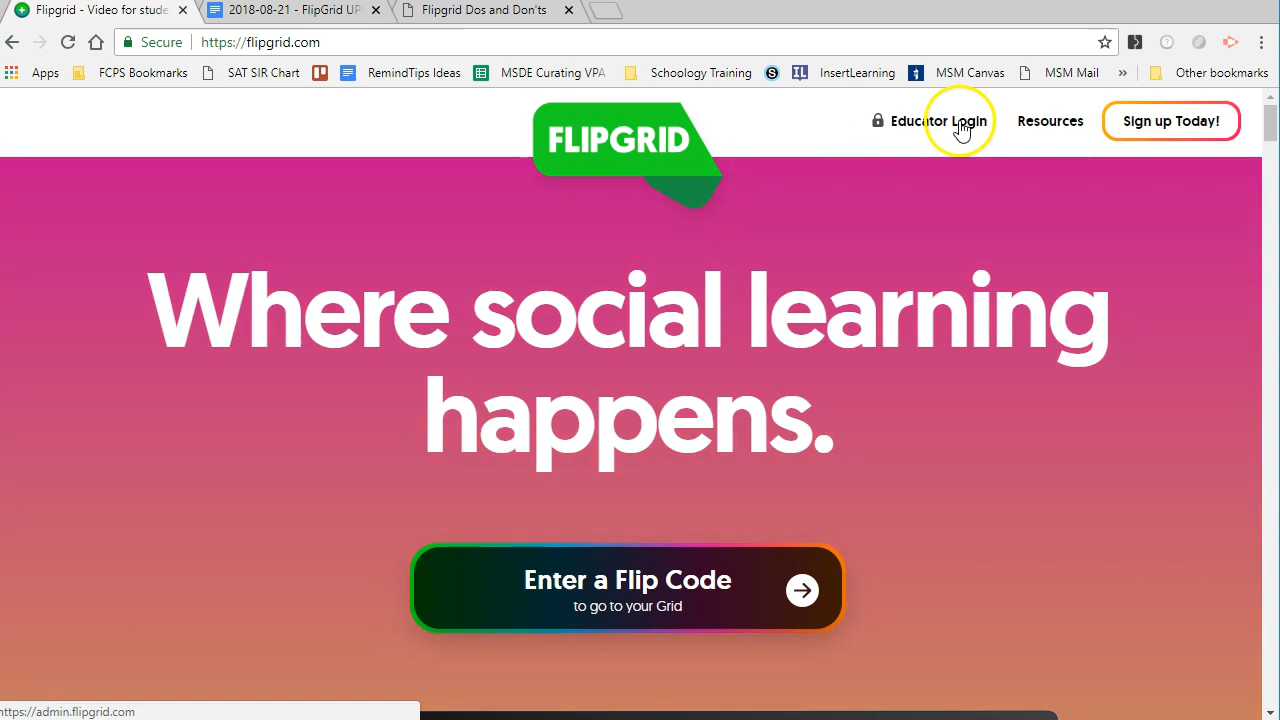 Flipgrid - Video for stude
2018-08-21 - FlipGrid UP
Flipgrid Dos and Don'ts
Secure
https://flipgrid.com
Apps
FCPS Bookmarks
SAT SIR Chart
RemindTips Ideas
MSDE Curating VPA
Schoology Training
InsertLearning
MSM Canvas
MSM Mail
»
Other bookmarks
FLIPGRID
Educator Login
Resources
Sign up Today!
Where social learning
happens.
Enter a Flip Code
to go to your Grid
https://admin.flipgrid.com